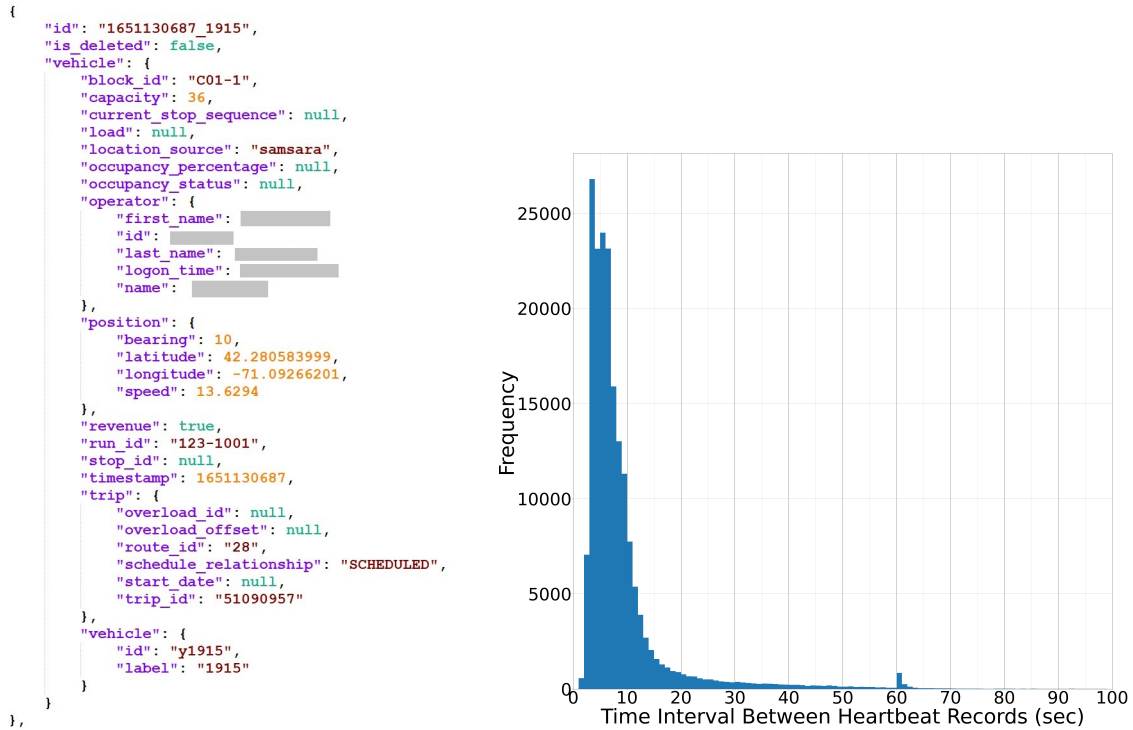 {
"id": "1651130687_1915",
"is_deleted": false,
"vehicle": {
"block_id": "C01-1",
"capacity": 36,
"current_stop_sequence": null,
"load": null,
"location_source": "samsara",
"occupancy_percentage": null,
"occupancy_status": null,
"operator": {
"first_name":
"id":
"last_name":
"logon_time":
"name":
},
"position": {
"bearing": 10,
"latitude": 42.280583999,
"longitude": -71.09266201,
"speed": 13.6294
},
"revenue": true,
"run_id": "123-1001",
"stop_id": null,
"timestamp": 1651130687,
"trip": {
"overload_id": null,
"overload_offset": null,
"route_id": "28",
"schedule_relationship": "SCHEDULED",
"start_date": null,
"trip_id": "51090957"
},
"vehicle": {
"id": "y1915",
"label": "1915"
}
}
},
Frequency
25000
20000
15000
10000
5000
0
0 10 20 30 40 50 60 70 80 90 100
Time Interval Between Heartbeat Records (sec)